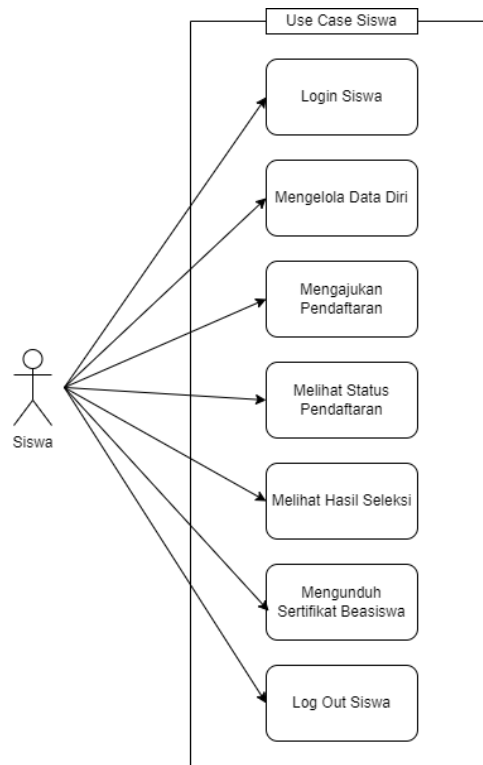 Use Case Siswa
Login Siswa
Mengelola Data Diri
Mengajukan
Pendaftaran
Melihat Status
Pendaftaran
Siswa
Melihat Hasil Seleksi
Mengunduh
Sertifikat Beasiswa
Log Out Siswa